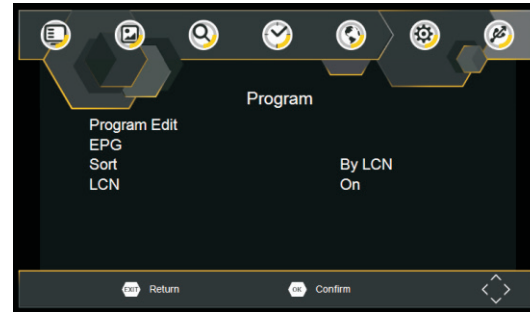 Program
Program Edit
EPG
Sort By LCN
LCN On
EXIT Return OK Confirm